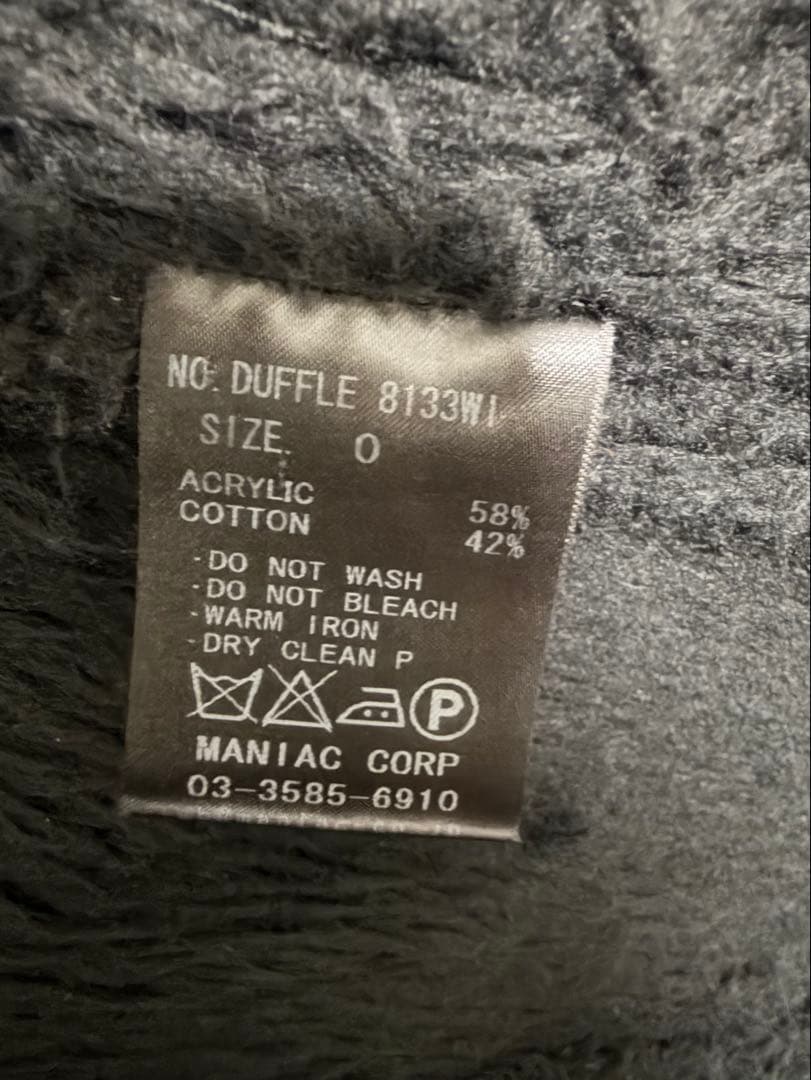 NO. DUFFLE 8133WI
SIZE. 0
ACRYLIC 58%
COTTON 42%
·DO NOT WASH
·DO NOT BLEACH
·WARM IRON
·DRY CLEAN P
P
MANIAC CORP
03-3585-6910